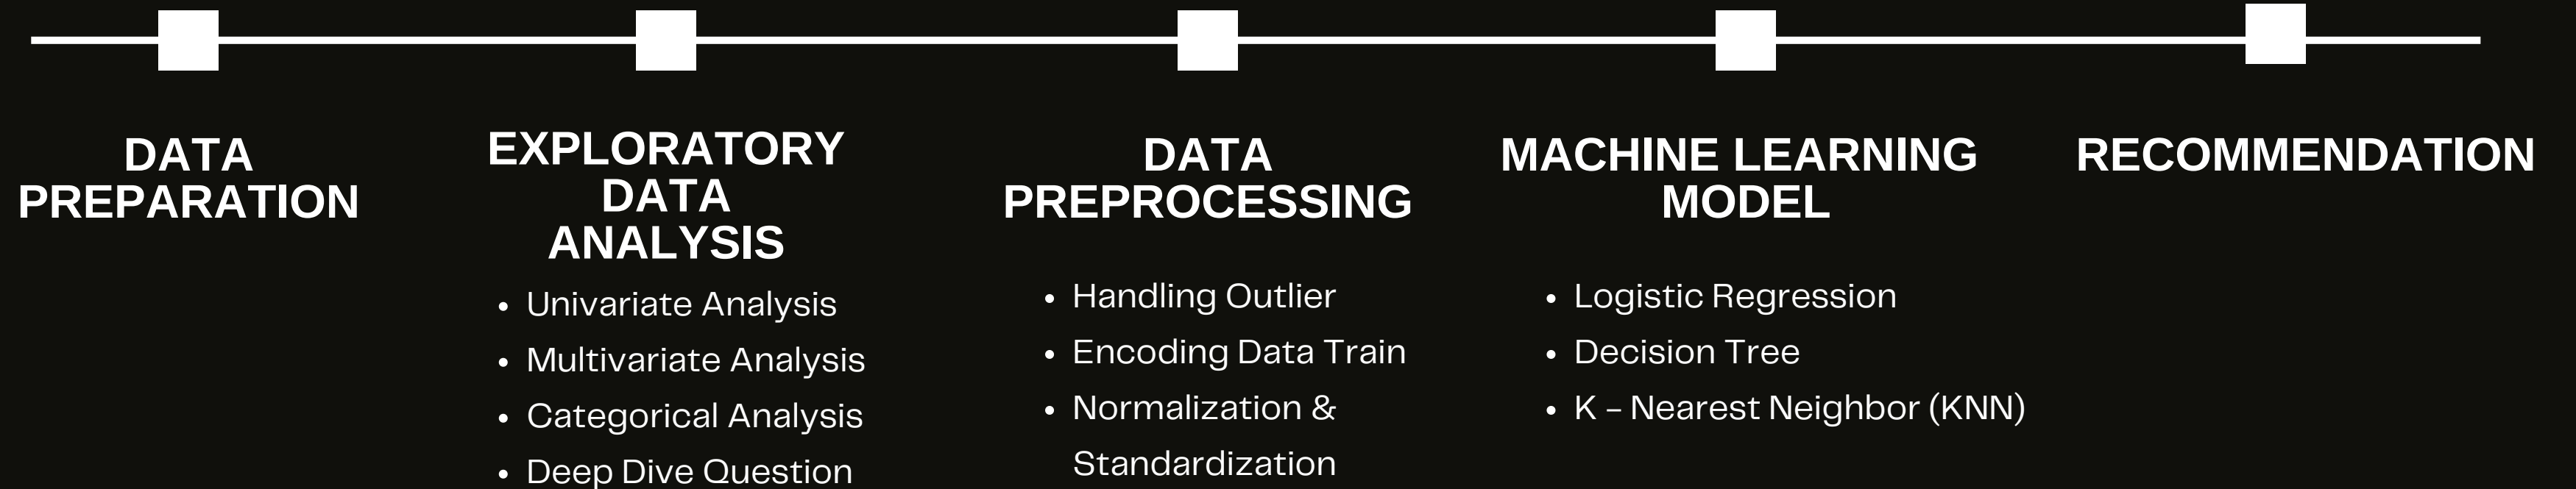 DATA
PREPARATION
EXPLORATORY
DATA
ANALYSIS
• Univariate Analysis
• Multivariate Analysis
• Categorical Analysis
• Deep Dive Question
DATA
PREPROCESSING
• Handling Outlier
• Encoding Data Train
• Normalization &
Standardization
MACHINE LEARNING
MODEL
• Logistic Regression
• Decision Tree
• K - Nearest Neighbor (KNN)
RECOMMENDATION